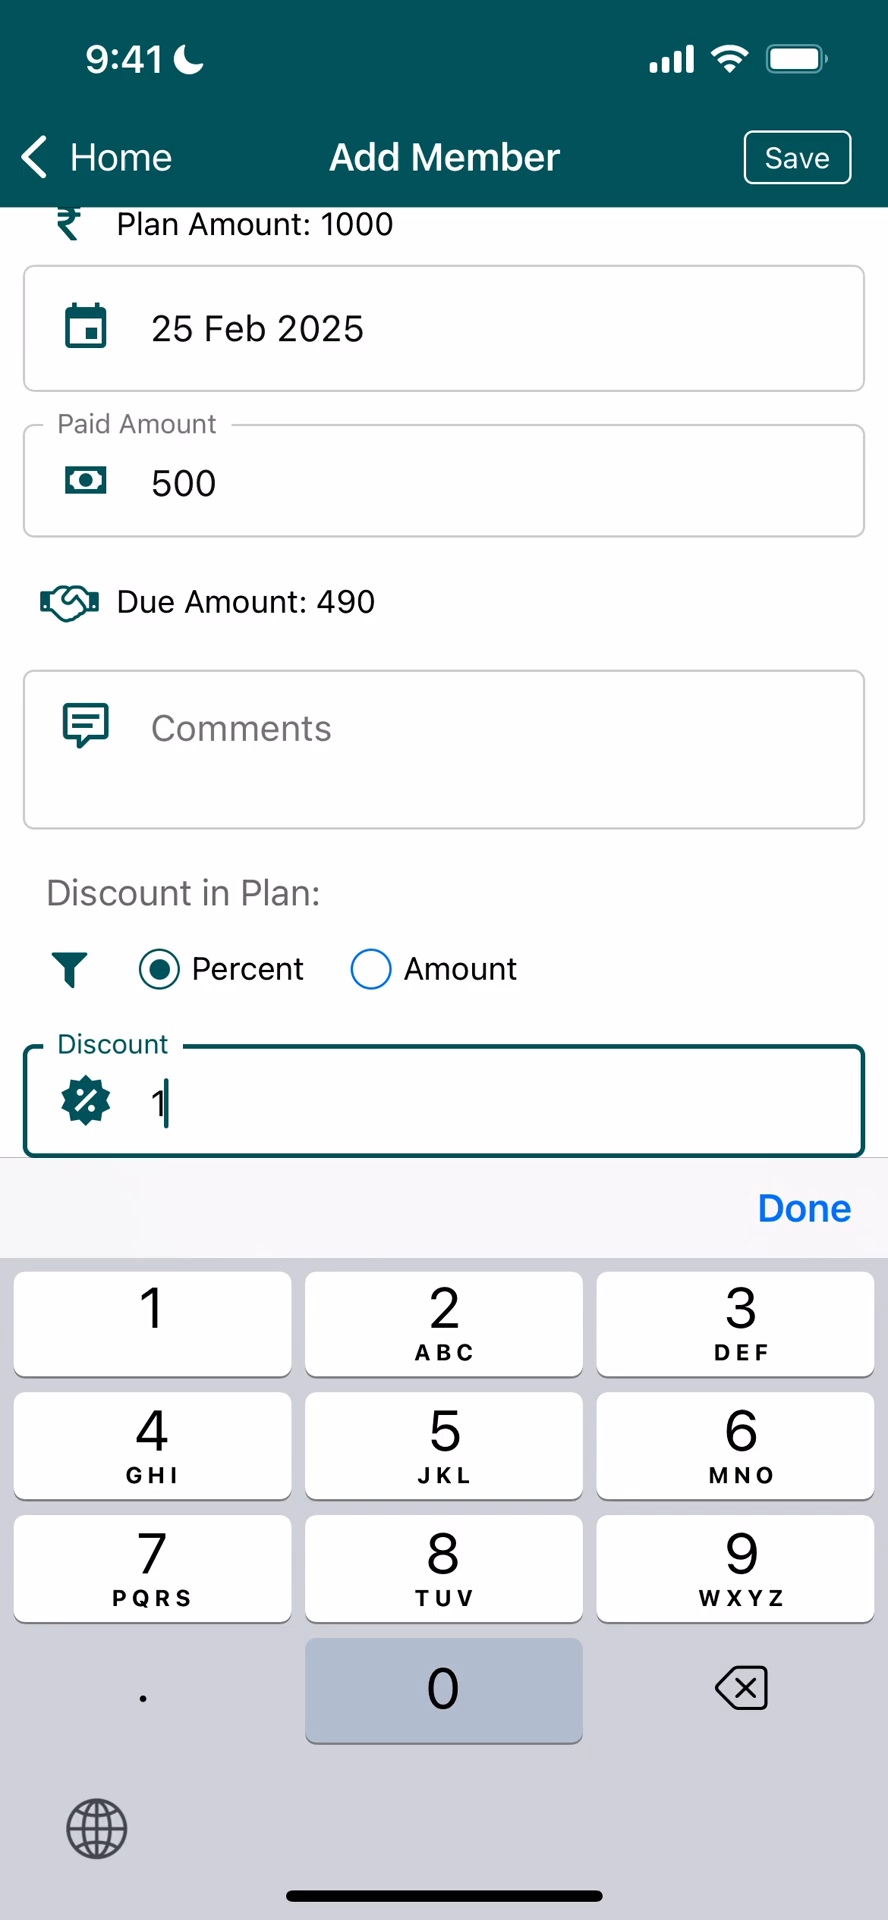 9:41
Home
Add Member
Save
₹ Plan Amount: 1000
25 Feb 2025
Paid Amount
500
Due Amount: 490
Comments
Discount in Plan:
Percent
Amount
Discount
1
Done
1
2
ABC
3
DEF
4
GHI
5
JKL
6
MNO
7
PQRS
8
TUV
9
WXYZ
.
0